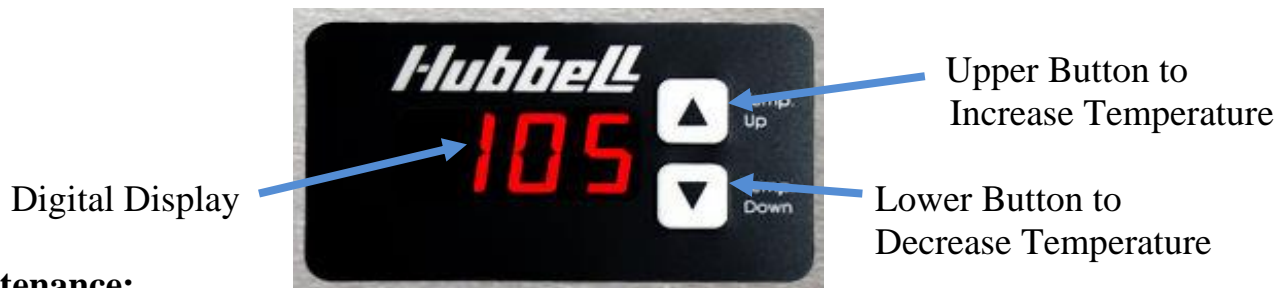 Hubbell
105
Up
Down
Upper Button to
Increase Temperature
Digital Display
Lower Button to
Decrease Temperature
tenance: